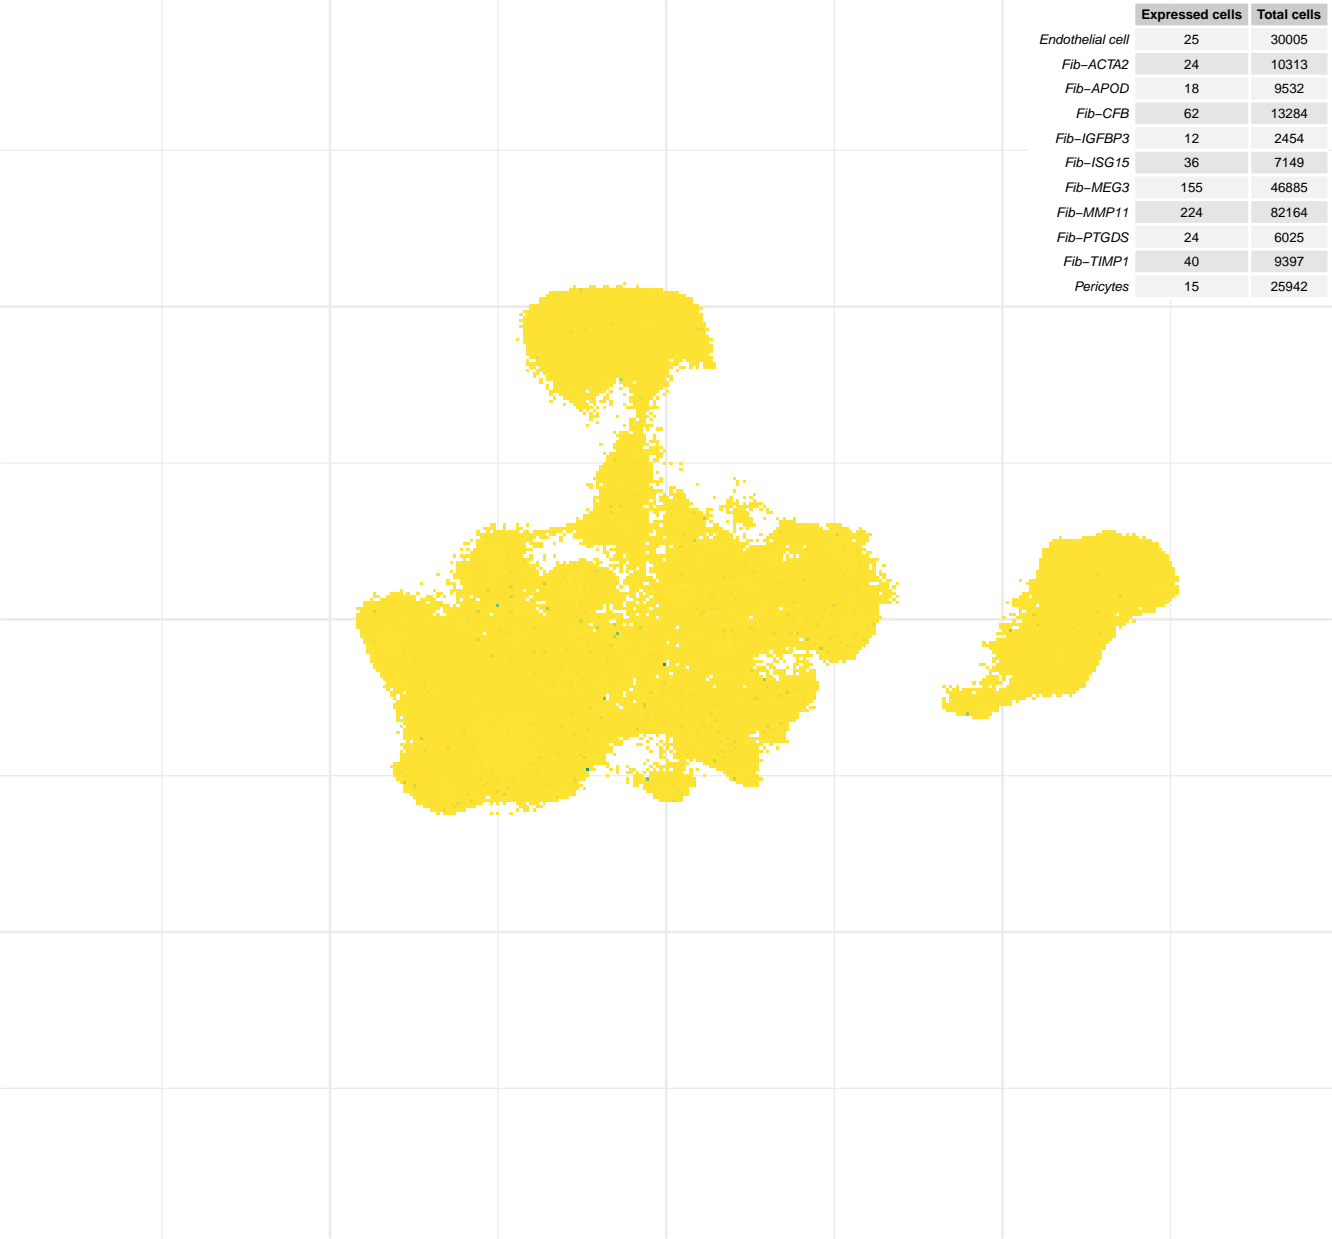 Expressed cells Total cells
Endothelial cell 25 30005
Fib−ACTA2 24 10313
Fib−APOD 18 9532
Fib−CFB 62 13284
Fib−IGFBP3 12 2454
Fib−ISG15 36 7149
Fib−MEG3 155 46885
Fib−MMP11 224 82164
Fib−PTGDS 24 6025
Fib−TIMP1 40 9397
Pericytes 15 25942